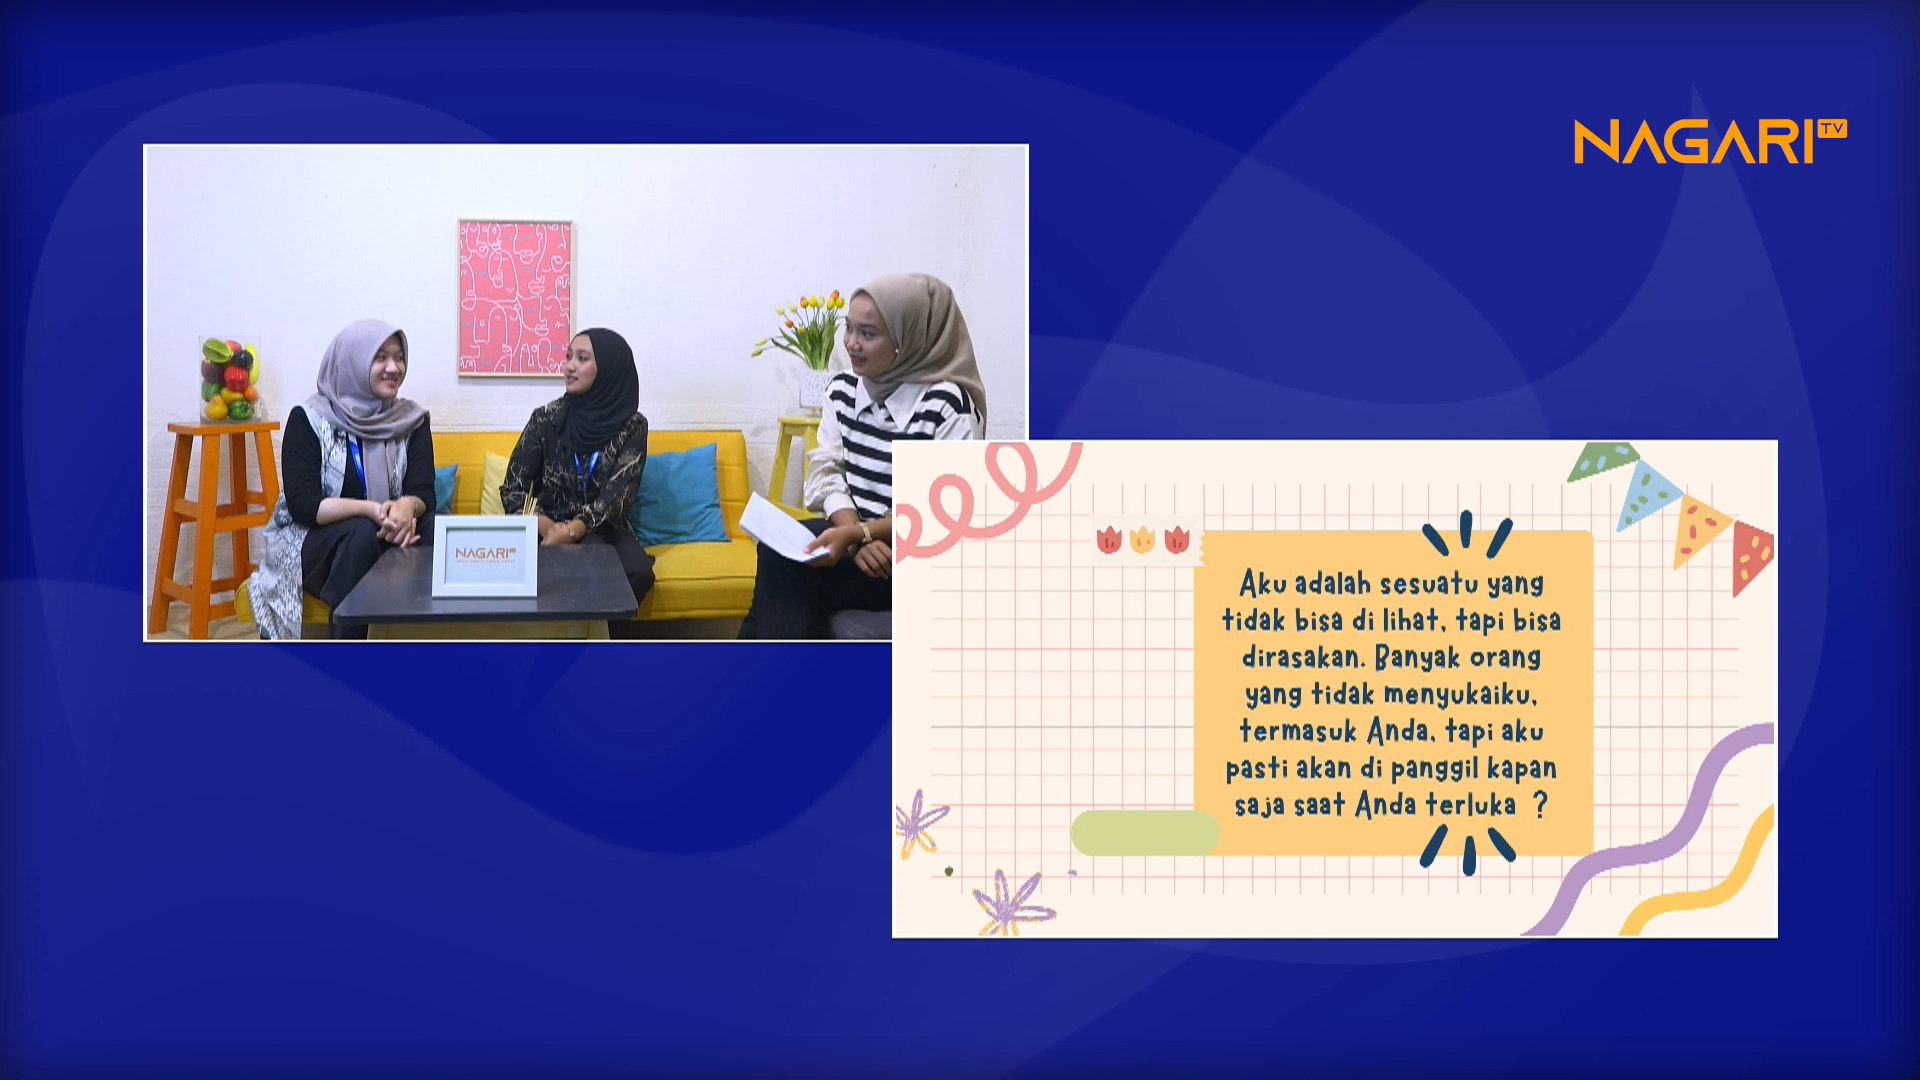 NAGARI TV
NAGARI
Aku adalah sesuatu yang
tidak bisa di lihat, tapi bisa
dirasakan. Banyak orang
yang tidak menyukaiku,
termasuk Anda, tapi aku
pasti akan di panggil kapan
saja saat Anda terluka ?